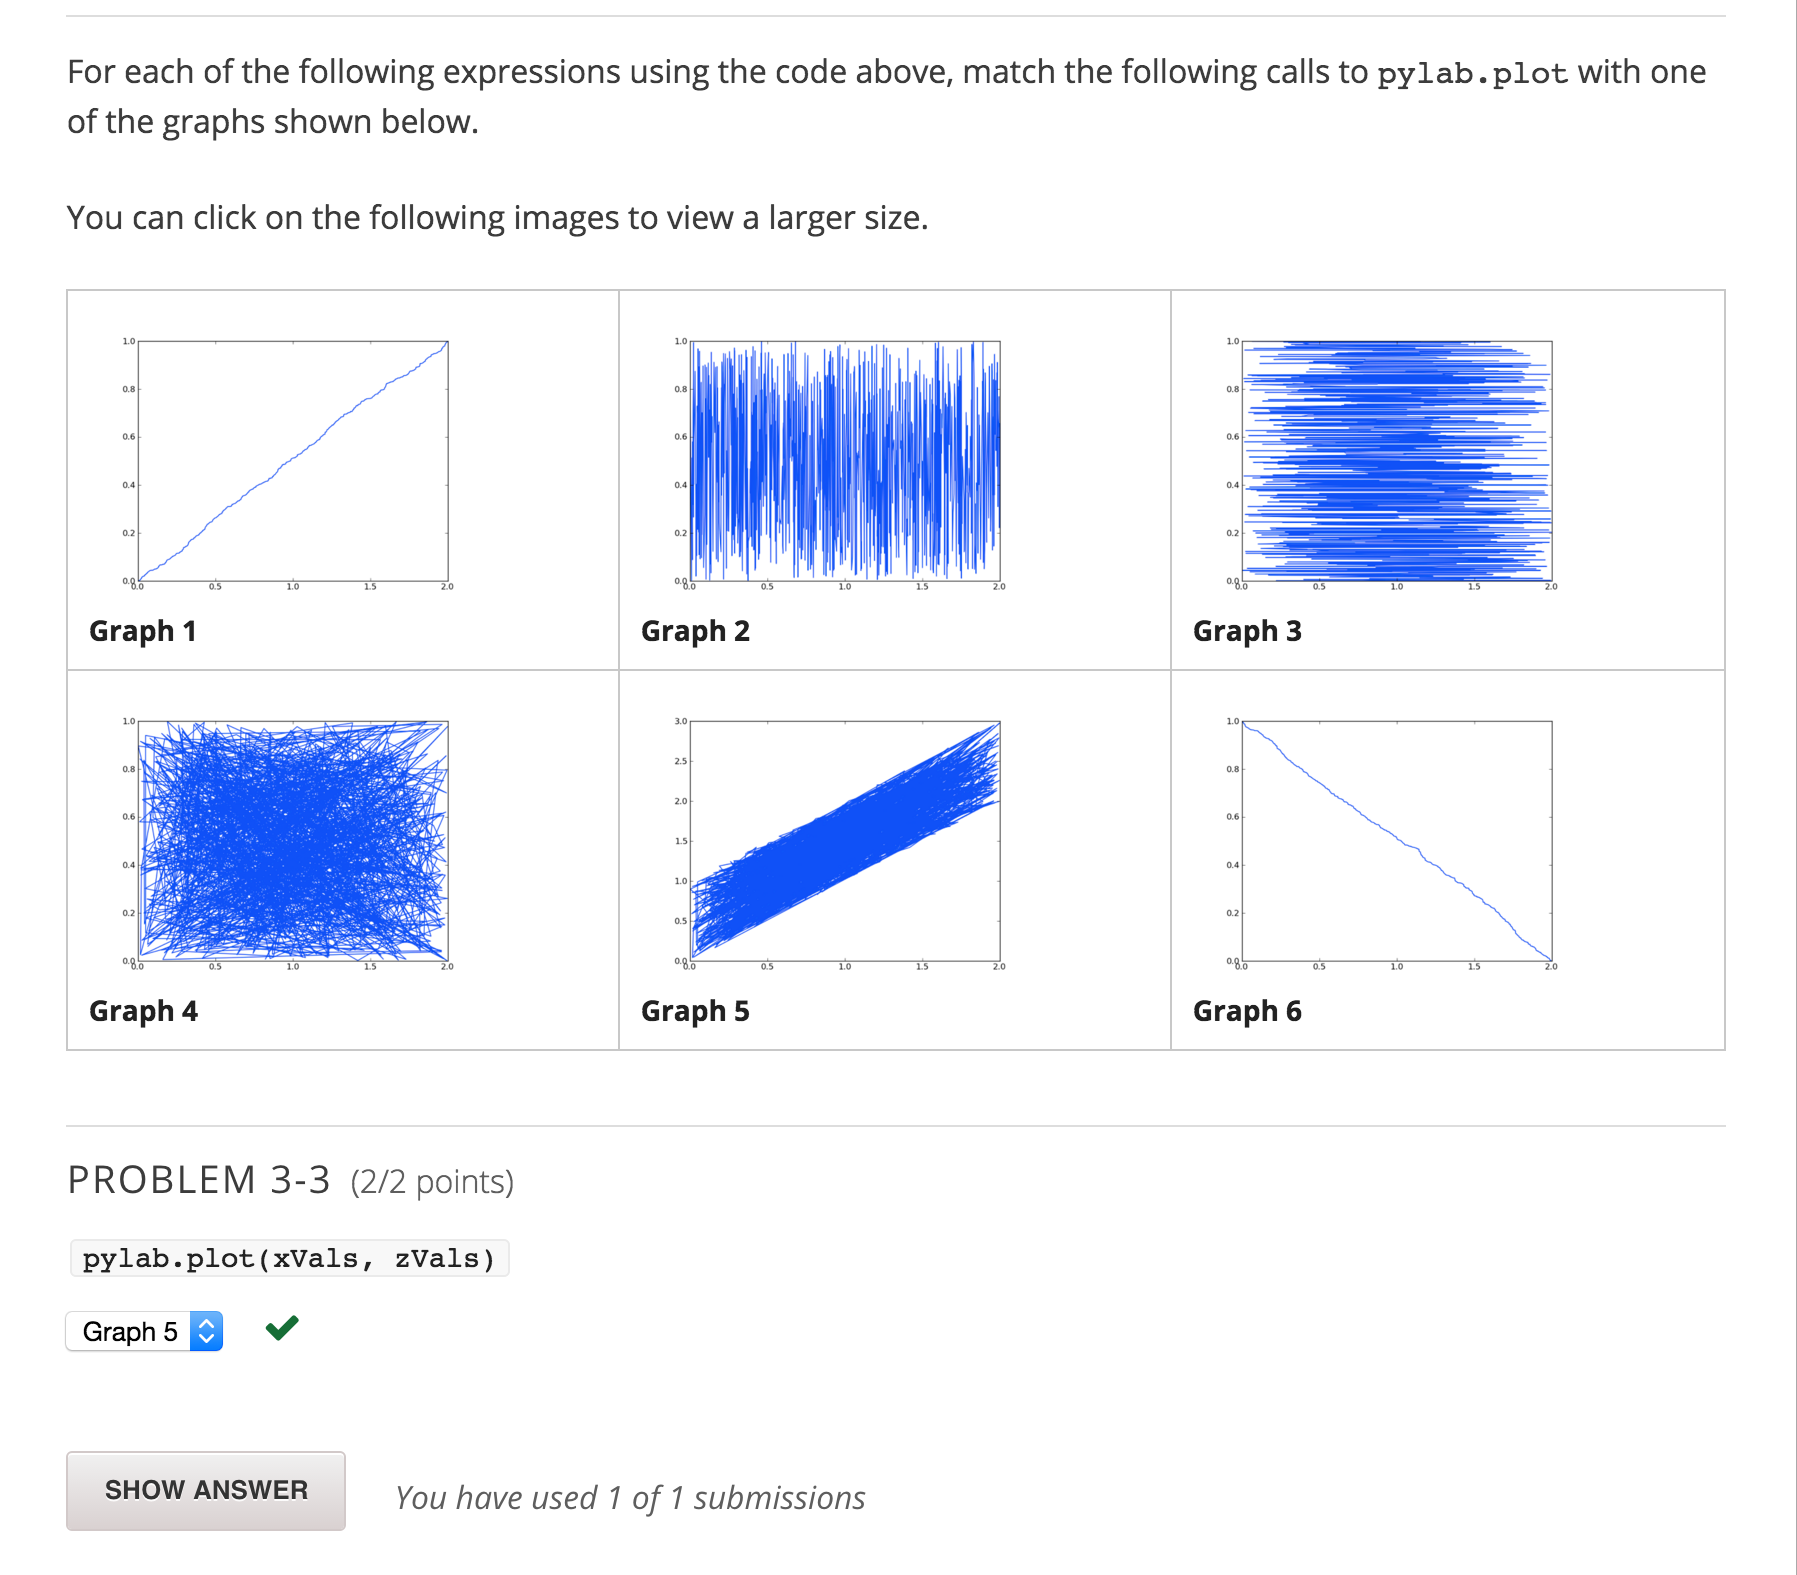 For each of the following expressions using the code above, match the following calls to pylab.plot with one
of the graphs shown below.
You can click on the following images to view a larger size.
1.0
0.8
0.6
0.4
0.2
0.0
0.0 0.5 1.0 1.5 2.0
Graph 1
1.0
0.8
0.6
0.4
0.2
0.0
0.0 0.5 1.0 1.5 2.0
Graph 2
1.0
0.8
0.6
0.4
0.2
0.0
0.0 0.5 1.0 1.5 2.0
Graph 3
1.0
0.8
0.6
0.4
0.2
0.0
0.0 0.5 1.0 1.5 2.0
Graph 4
3.0
2.5
2.0
1.5
1.0
0.5
0.0
0.0 0.5 1.0 1.5 2.0
Graph 5
1.0
0.8
0.6
0.4
0.2
0.0
0.0 0.5 1.0 1.5 2.0
Graph 6
PROBLEM 3-3 (2/2 points)
pylab.plot(xVals, zVals)
Graph 5
SHOW ANSWER
You have used 1 of 1 submissions